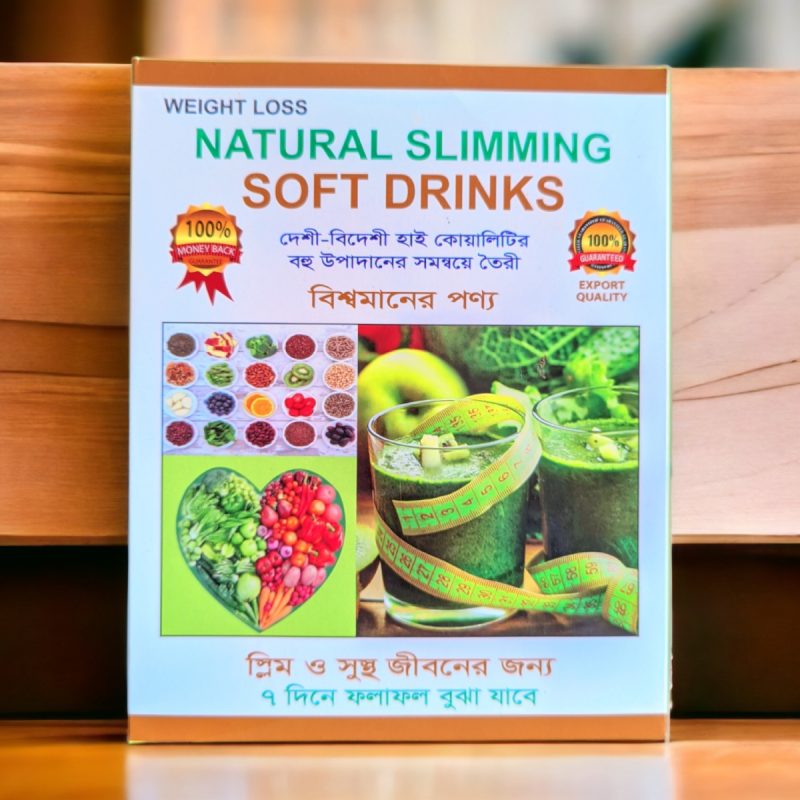 WEIGHT LOSS
NATURAL SLIMMING
SOFT DRINKS
100%
MONEY BACK
GUARANTEE
দেশী-বিদেশী হাই কোয়ালিটির
বহু উপাদানের সমন্বয়ে তৈরী
বিশ্বমানের পণ্য
100%
GUARANTEED
EXPORT
QUALITY
স্লিম ও সুস্থ জীবনের জন্য
৭ দিনে ফলাফল বুঝা যাবে